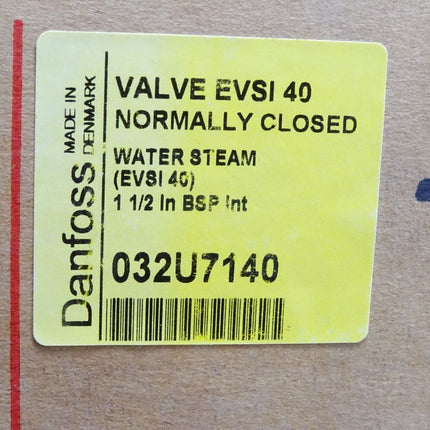 Danfoss
MADE IN
DENMARK
VALVE EVSI 40
NORMALLY CLOSED
WATER STEAM
(EVSI 40)
1 1/2 In BSP Int
032U7140